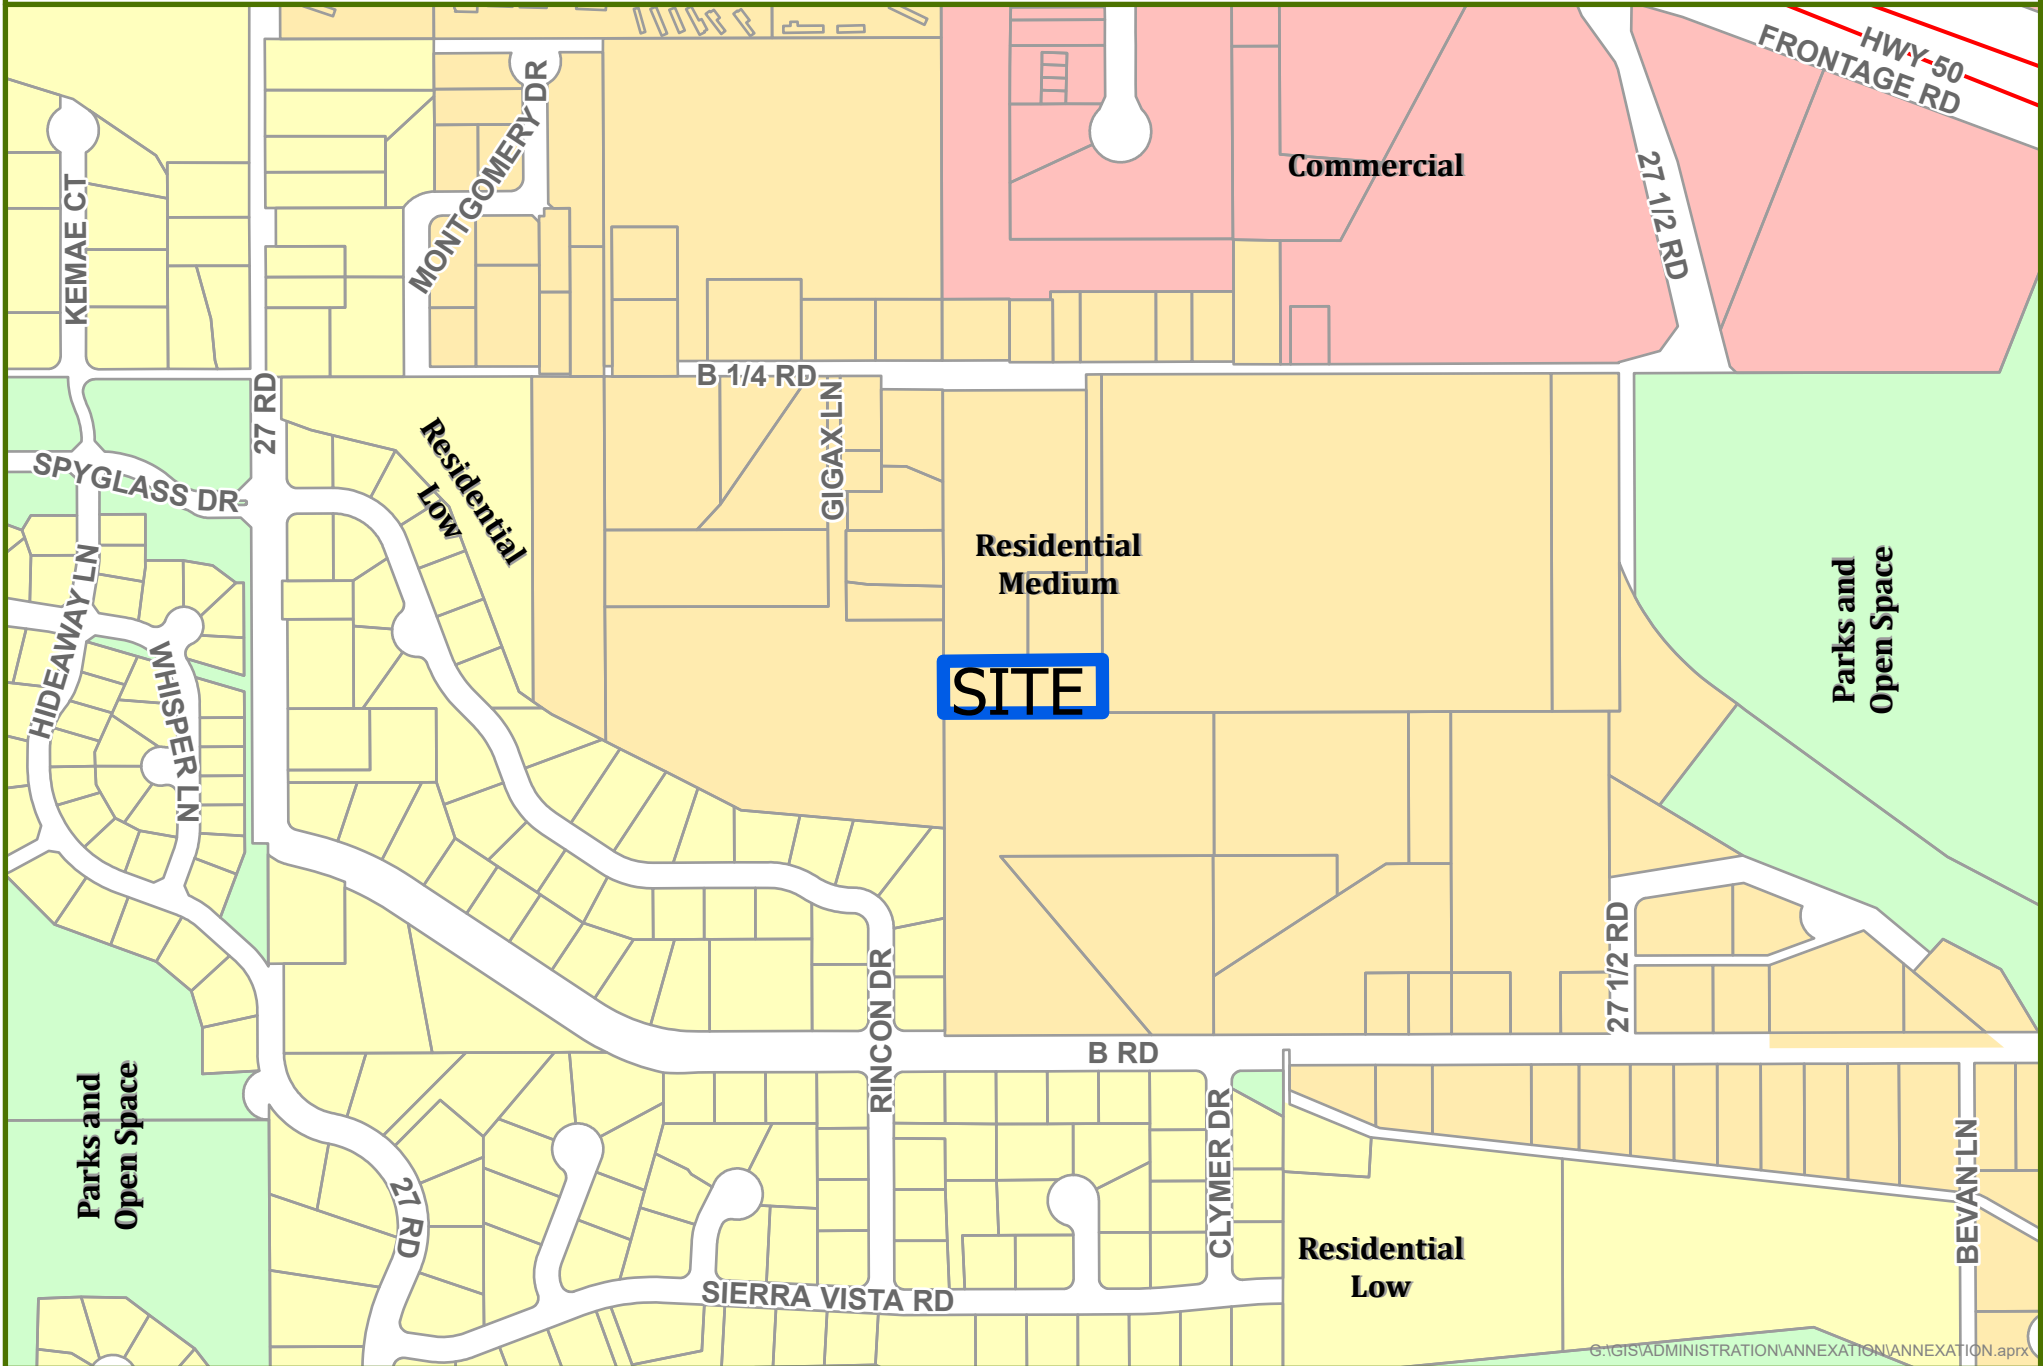 HWY 50
FRONTAGE RD
MONTGOMERY DR
Commercial
27 1/2 RD
KEMAE CT
B 1/4 RD
27 RD
GIGAX LN
Residential
Low
SPYGLASS DR
Residential
Medium
Parks and
Open Space
HIDEAWAY LN
WHISPER LN
SITE
27 1/2 RD
RINCON DR
B RD
Parks and
Open Space
CLYMER DR
BEVAN LN
27 RD
Residential
Low
SIERRA VISTA RD
G:\GIS\ADMINISTRATION\ANNEXATION\ANNEXATION.aprx